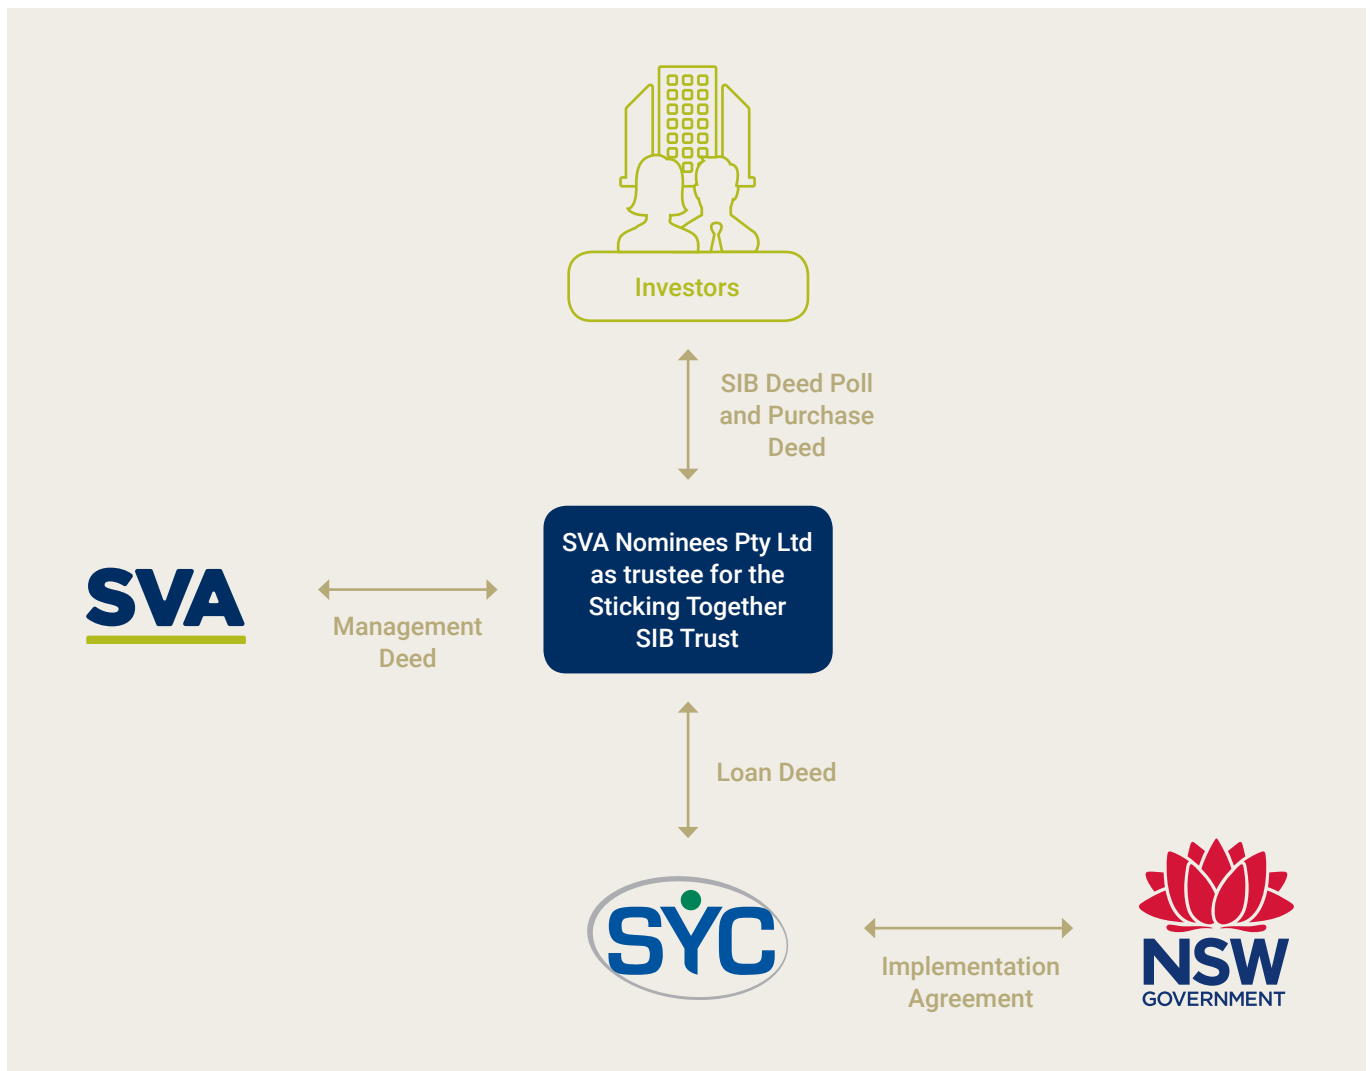 Investors
SIB Deed Poll
and Purchase
Deed
SVA Nominees Pty Ltd
as trustee for the
Sticking Together
SIB Trust
SVA
Management
Deed
Loan Deed
SYC
Implementation
Agreement
NSW
GOVERNMENT